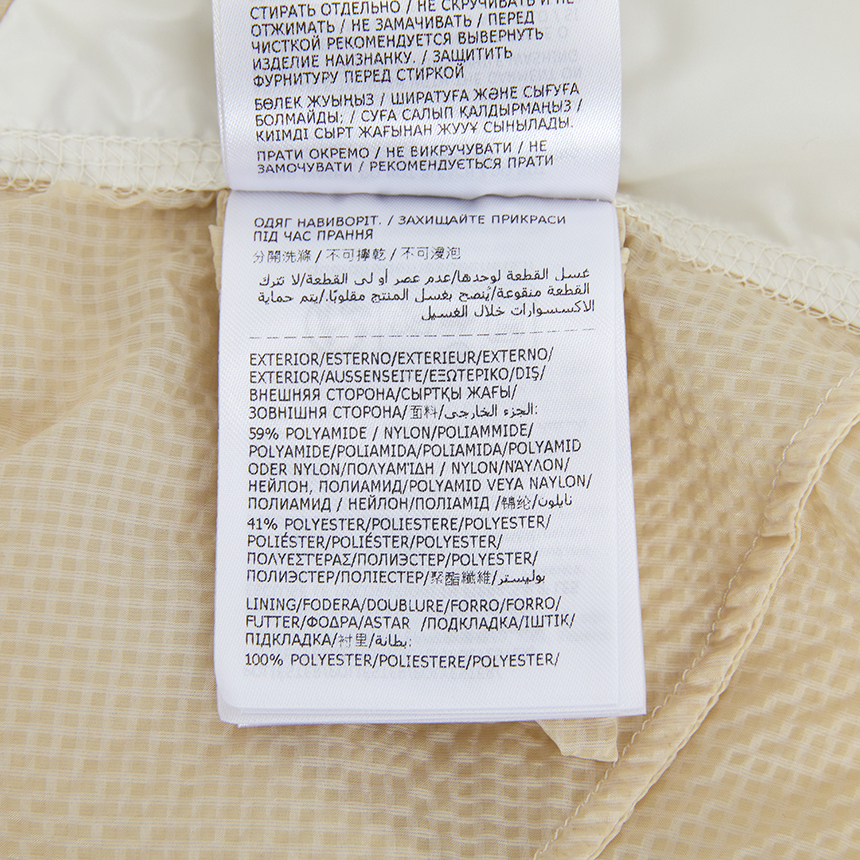 СТИРАТЬ ОТДЕЛЬНО / НЕ СКРУЧИВАТЬ И НЕ
ОТЖИМАТЬ / НЕ ЗАМАЧИВАТЬ / ПЕРЕД
ЧИСТКОЙ РЕКОМЕНДУЕТСЯ ВЫВЕРНУТЬ
ИЗДЕЛИЕ НАИЗНАНКУ. / ЗАЩИТИТЬ
ФУРНИТУРУ ПЕРЕД СТИРКОЙ
БӨЛЕК ЖУЫҢЫЗ / ШИРАТУҒА ЖӘНЕ СЫҒУҒА
БОЛМАЙДЫ; / СУҒА САЛЫП ҚАЛДЫРМАҢЫЗ /
КИІМДІ СЫРТ ЖАҒЫНАН ЖУУҰ СЫНЫЛАДЫ.
ПРАТИ ОКРЕМО / НЕ ВИКРУЧУВАТИ / НЕ
ЗАМОЧУВАТИ / РЕКОМЕНДУЄТЬСЯ ПРАТИ
ОДЯГ НАВИВОРІТ. / ЗАХИЩАЙТЕ ПРИКРАСИ
ПІД ЧАС ПРАННЯ
分開洗滌 / 不可擰乾 / 不可浸泡
غسل القطعة لوحدها/عدم عصر أو لي القطعة/لا تترك
القطعة منقوعة/يُنصح بغسل المنتج مقلوبًا./يتم حماية
الاكسسوارات خلال الغسيل
EXTERIOR/ESTERNO/EXTERIEUR/EXTERNO/
EXTERIOR/AUSSENSEITE/ΕΞΩΤΕΡΙΚΟ/DIŞ/
ВНЕШНЯЯ СТОРОНА/СЫРТҚЫ ЖАҒЫ/
ЗОВНІШНЯ СТОРОНА/面料/الجزء الخارجي:
59% POLYAMIDE / NYLON/POLIAMMIDE/
POLYAMIDE/POLIAMIDA/POLIAMIDA/POLYAMID
ODER NYLON/ΠΟΛΥΑΜΊΔΗ / NYLON/ΝΆΥΛΟΝ/
НЕЙЛОН, ПОЛИАМИД/POLYAMID VEYA NAYLON/
ПОЛИАМИД / НЕЙЛОН/ПОЛІАМІД /锦纶/نايلون
41% POLYESTER/POLIESTERE/POLYESTER/
POLIÉSTER/POLIÉSTER/POLYESTER/
ΠΟΛΥΕΣΤΕΡΑΣ/ПОЛИЭСТЕР/POLYESTER/
ПОЛИЭСТЕР/ПОЛІЕСТЕР/聚酯纖維/بوليستر
LINING/FODERA/DOUBLURE/FORRO/FORRO/
FUTTER/ΦΟΔΡΑ/ASTAR /ПОДКЛАДКА/ІШТІК/
ПІДКЛАДКА/衬里/بطانة:
100% POLYESTER/POLIESTERE/POLYESTER/